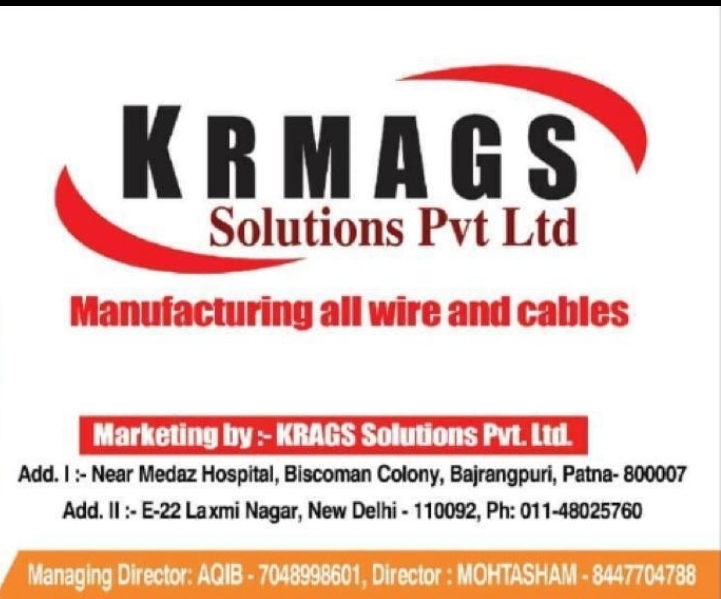 KRMAGS
Solutions Pvt Ltd
Manufacturing all wire and cables
Marketing by :- KRAGS Solutions Pvt. Ltd.
Add. I :- Near Medaz Hospital, Biscoman Colony, Bajrangpuri, Patna- 800007
Add. II :- E-22 Laxmi Nagar, New Delhi - 110092, Ph: 011-48025760
Managing Director: AQIB - 7048998601, Director : MOHTASHAM - 8447704788